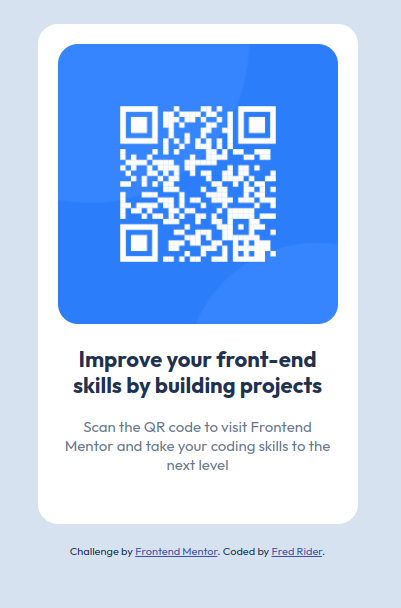 Improve your front-end
skills by building projects
Scan the QR code to visit Frontend
Mentor and take your coding skills to the
next level
Challenge by Frontend Mentor. Coded by Fred Rider.